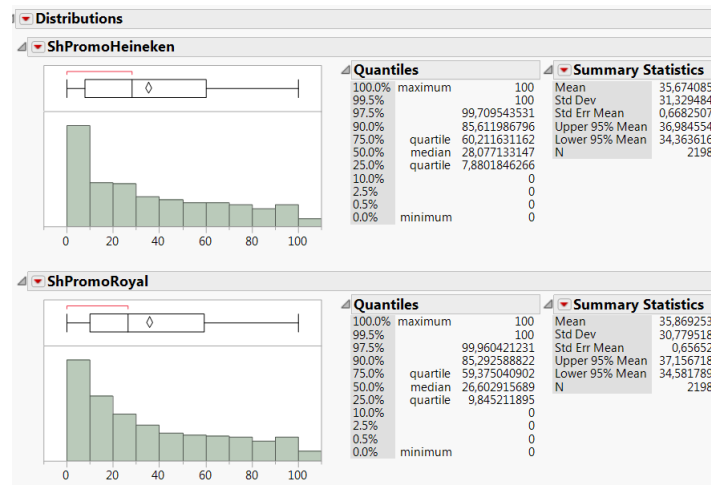 Distributions
ShPromoHeineken
0 20 40 60 80 100
Quantiles
100.0% maximum 100
99.5% 100
97.5% 99,709543531
90.0% 85,611986796
75.0% quartile 60,211631162
50.0% median 28,077133147
25.0% quartile 7,8801846266
10.0% 0
2.5% 0
0.5% 0
0.0% minimum 0
Summary Statistics
Mean 35,674085
Std Dev 31,329484
Std Err Mean 0,6682507
Upper 95% Mean 36,984554
Lower 95% Mean 34,363616
N 2198
ShPromoRoyal
0 20 40 60 80 100
Quantiles
100.0% maximum 100
99.5% 100
97.5% 99,960421231
90.0% 85,292588822
75.0% quartile 59,375040902
50.0% median 26,602915689
25.0% quartile 9,845211895
10.0% 0
2.5% 0
0.5% 0
0.0% minimum 0
Summary Statistics
Mean 35,869253
Std Dev 30,779518
Std Err Mean 0,65652
Upper 95% Mean 37,156718
Lower 95% Mean 34,581789
N 2198